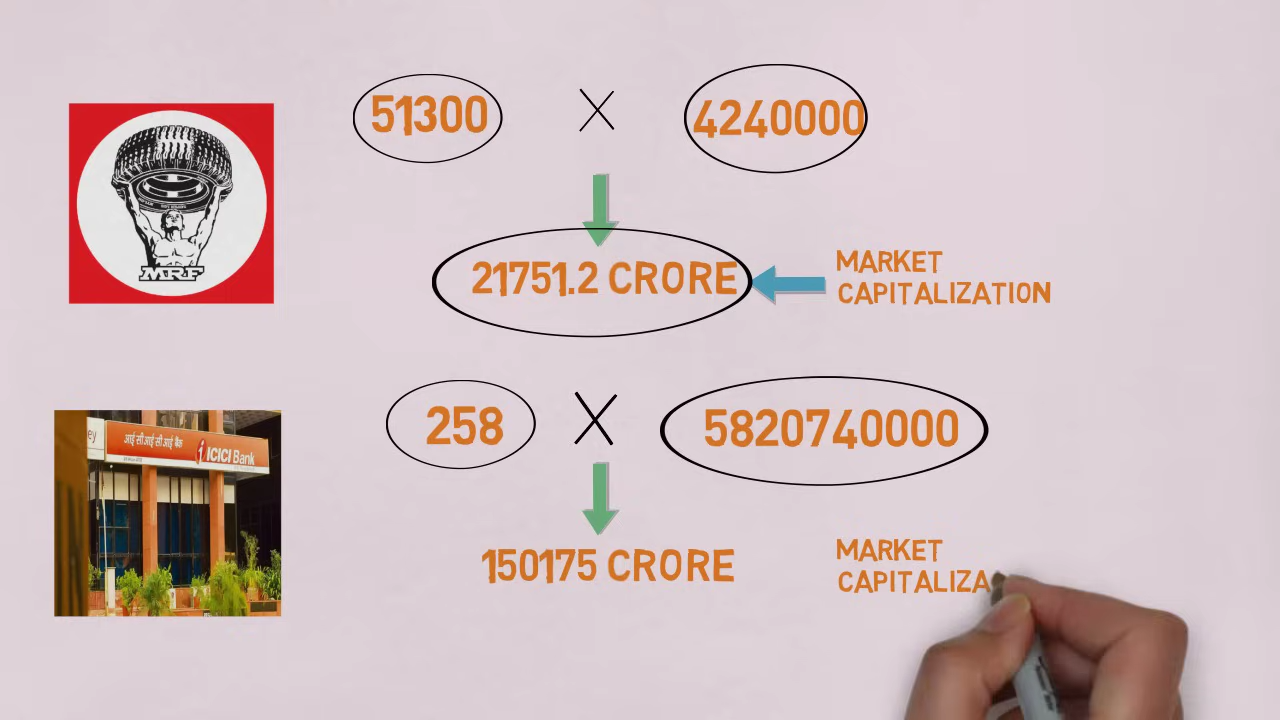 51300 X 4240000
MRF
21751.2 CRORE
MARKET
CAPITALIZATION
258 X 5820740000
ey
आई सी आई सी आई बैंक
ICICI Bank
150175 CRORE
MARKET
CAPITALIZA